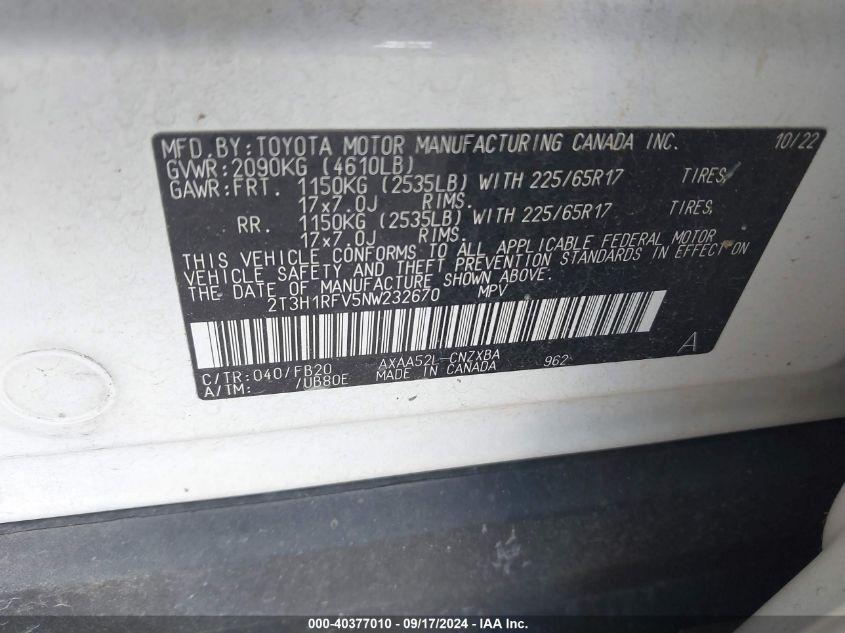 MFD. BY: TOYOTA MOTOR MANUFACTURING CANADA INC. 10/22
GVWR: 2090KG (4610LB)
GAWR: FRT. 1150KG (2535LB) WITH 225/65R17 TIRES,
17x7.0J RIMS.
RR. 1150KG (2535LB) WITH 225/65R17 TIRES,
17x7.0J RIMS.
THIS VEHICLE CONFORMS TO ALL APPLICABLE FEDERAL MOTOR
VEHICLE SAFETY AND THEFT PREVENTION STANDARDS IN EFFECT ON
THE DATE OF MANUFACTURE SHOWN ABOVE.
2T3H1RFV5NW232670 MPV
A
C/TR: 040/FB20 AXAA52L-CNZXBA 962
A/TM: /UB80E MADE IN CANADA
000-40377010 - 09/17/2024 - IAA Holdings, LLC.